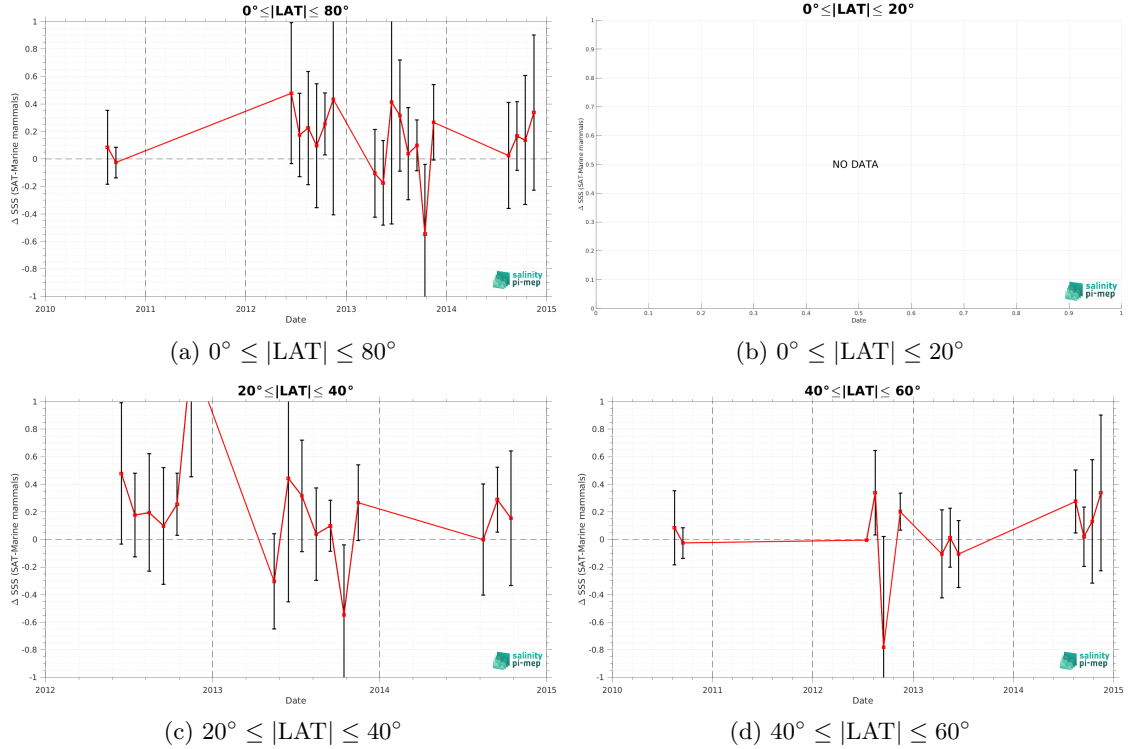 0°≤|LAT|≤ 80°
1
0.8
0.6
0.4
0.2
0
-0.2
-0.4
-0.6
-0.8
-1
Δ SSS (SAT-Marine mammals)
2010
2011
2012
2013
2014
2015
Date
salinity
pi-mep
(a) 0° ≤ |LAT| ≤ 80°
0°≤|LAT|≤ 20°
1
0.9
0.8
0.7
0.6
0.5
0.4
0.3
0.2
0.1
0
Δ SSS (SAT-Marine mammals)
NO DATA
0
0.1
0.2
0.3
0.4
0.5
0.6
0.7
0.8
0.9
1
Date
salinity
pi-mep
(b) 0° ≤ |LAT| ≤ 20°
20°≤|LAT|≤ 40°
1
0.8
0.6
0.4
0.2
0
-0.2
-0.4
-0.6
-0.8
-1
Δ SSS (SAT-Marine mammals)
2012
2013
2014
2015
Date
salinity
pi-mep
(c) 20° ≤ |LAT| ≤ 40°
40°≤|LAT|≤ 60°
1
0.8
0.6
0.4
0.2
0
-0.2
-0.4
-0.6
-0.8
-1
Δ SSS (SAT-Marine mammals)
2010
2011
2012
2013
2014
2015
Date
salinity
pi-mep
(d) 40° ≤ |LAT| ≤ 60°